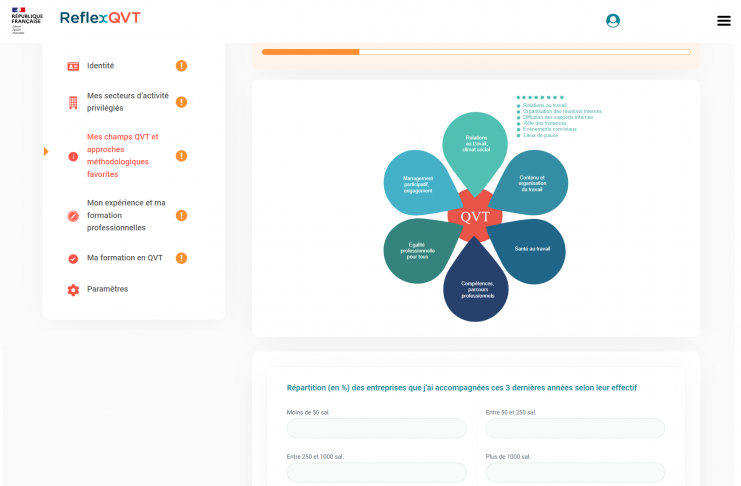 RÉPUBLIQUE
FRANÇAISE
Liberté
Égalité
Fraternité
ReflexQVT
Identité
Mes secteurs d'activité
privilégiés
Mes champs QVT et
approches
méthodologiques
favorites
Mon expérience et ma
formation
professionnelles
Ma formation en QVT
Paramètres
Relations au travail
Organisation des réunions internes
Diffusion des supports internes
Rôle des instances
Evénements conviviaux
Lieux de pause
Relations
au travail,
climat social
Management
participatif,
engagement
Contenu et
organisation
du travail
QVT
Egalité
professionnelle
pour tous
Santé au travail
Compétences,
parcours
professionnels
Répartition (en %) des entreprises que j'ai accompagnées ces 3 dernières années selon leur effectif
Moins de 50 sal.
Entre 50 et 250 sal.
Entre 250 et 1000 sal.
Plus de 1000 sal.